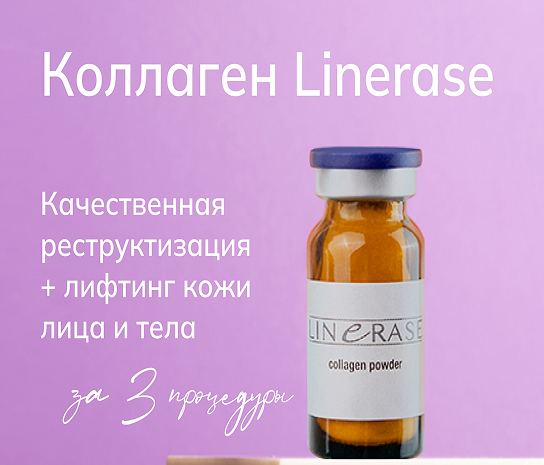 Коллаген Linerase
Качественная
реструктизация
+ лифтинг кожи
лица и тела
за 3 процедуры
LINERASE
collagen powder